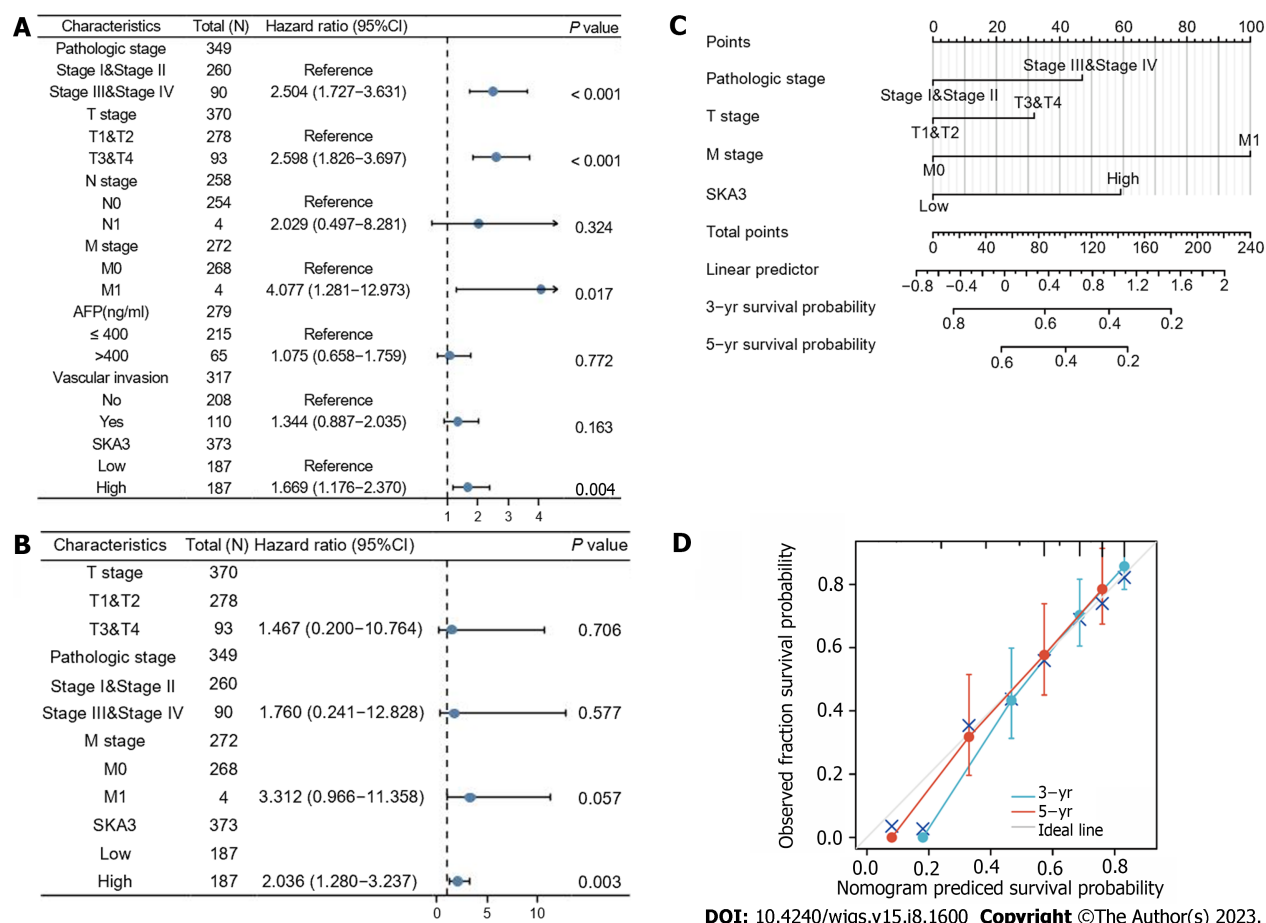 A
Characteristics Total (N) Hazard ratio (95%CI) P value
Pathologic stage 349
Stage I&Stage II 260 Reference
Stage III&Stage IV 90 2.504 (1.727−3.631) < 0.001
T stage 370
T1&T2 278 Reference
T3&T4 93 2.598 (1.826−3.697) < 0.001
N stage 258
N0 254 Reference
N1 4 2.029 (0.497−8.281) 0.324
M stage 272
M0 268 Reference
M1 4 4.077 (1.281−12.973) 0.017
AFP(ng/ml) 279
≤ 400 215 Reference
>400 65 1.075 (0.658−1.759) 0.772
Vascular invasion 317
No 208 Reference
Yes 110 1.344 (0.887−2.035) 0.163
SKA3 373
Low 187 Reference
High 187 1.669 (1.176−2.370) 0.004
1 2 3 4
B
Characteristics Total (N) Hazard ratio (95%CI) P value
T stage 370
T1&T2 278
T3&T4 93 1.467 (0.200−10.764) 0.706
Pathologic stage 349
Stage I&Stage II 260
Stage III&Stage IV 90 1.760 (0.241−12.828) 0.577
M stage 272
M0 268
M1 4 3.312 (0.966−11.358) 0.057
SKA3 373
Low 187
High 187 2.036 (1.280−3.237) 0.003
0 5 10
C
0 20 40 60 80 100
Points
Stage III&Stage IV
Pathologic stage
Stage I&Stage II
T3&T4
T stage
T1&T2
M1
M stage
M0
High
SKA3
Low
Total points
0 40 80 120 160 200 240
Linear predictor
−0.8 −0.4 0 0.4 0.8 1.2 1.6 2
3−yr survival probability
0.8 0.6 0.4 0.2
5−yr survival probability
0.6 0.4 0.2
D
Observed fraction survival probability
0.8
0.6
0.4
0.2
0.0
3−yr
5−yr
Ideal line
0.0 0.2 0.4 0.6 0.8
Nomogram prediced survival probability
DOI: 10.4240/wjgs.v15.i8.1600 Copyright ©The Author(s) 2023.